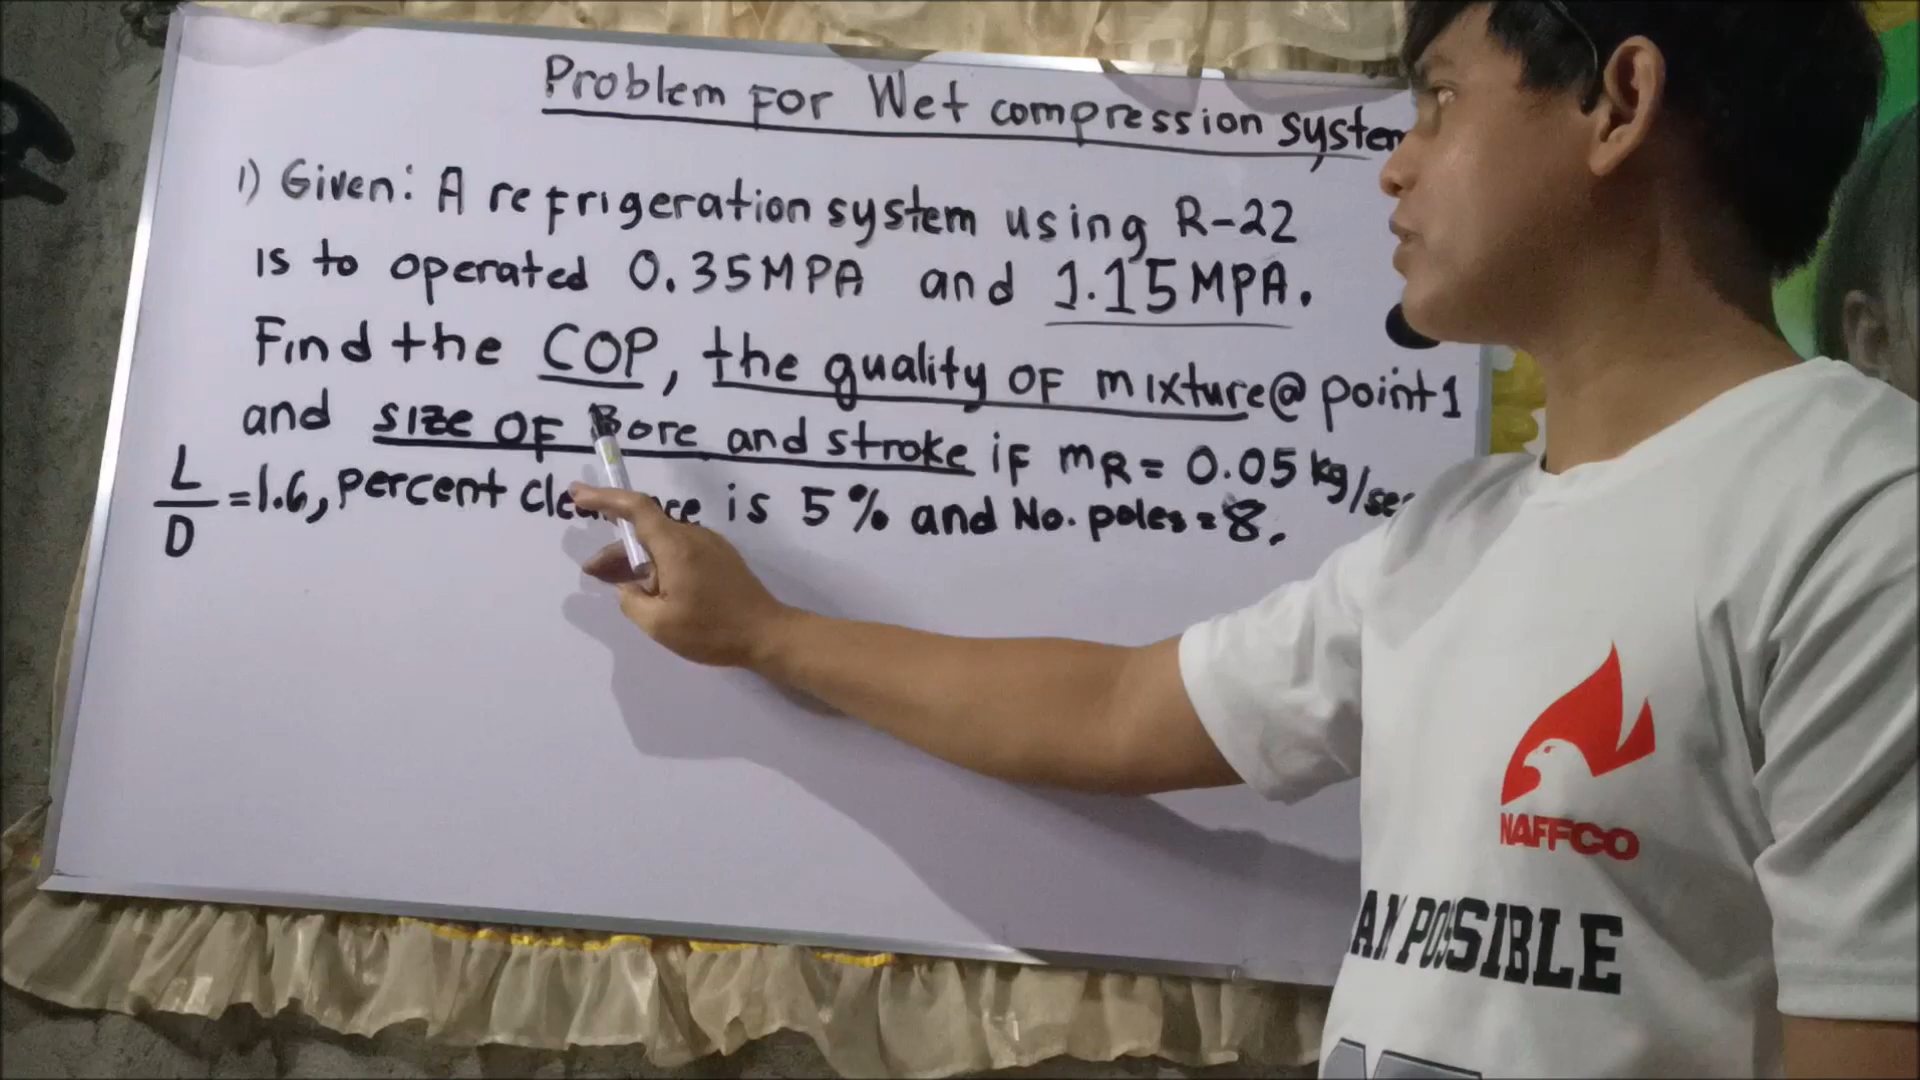 Problem For Wet compression system
1) Given: A refrigeration system using R-22
is to operated 0.35MPA and 1.15MPA.
Find the COP, the quality OF mixture@ point1
and size OF Bore and stroke iF mR = 0.05 kg/sec
L/D = 1.6, percent clearance is 5% and No. poles = 8.
NAFFCO
POSSIBLE